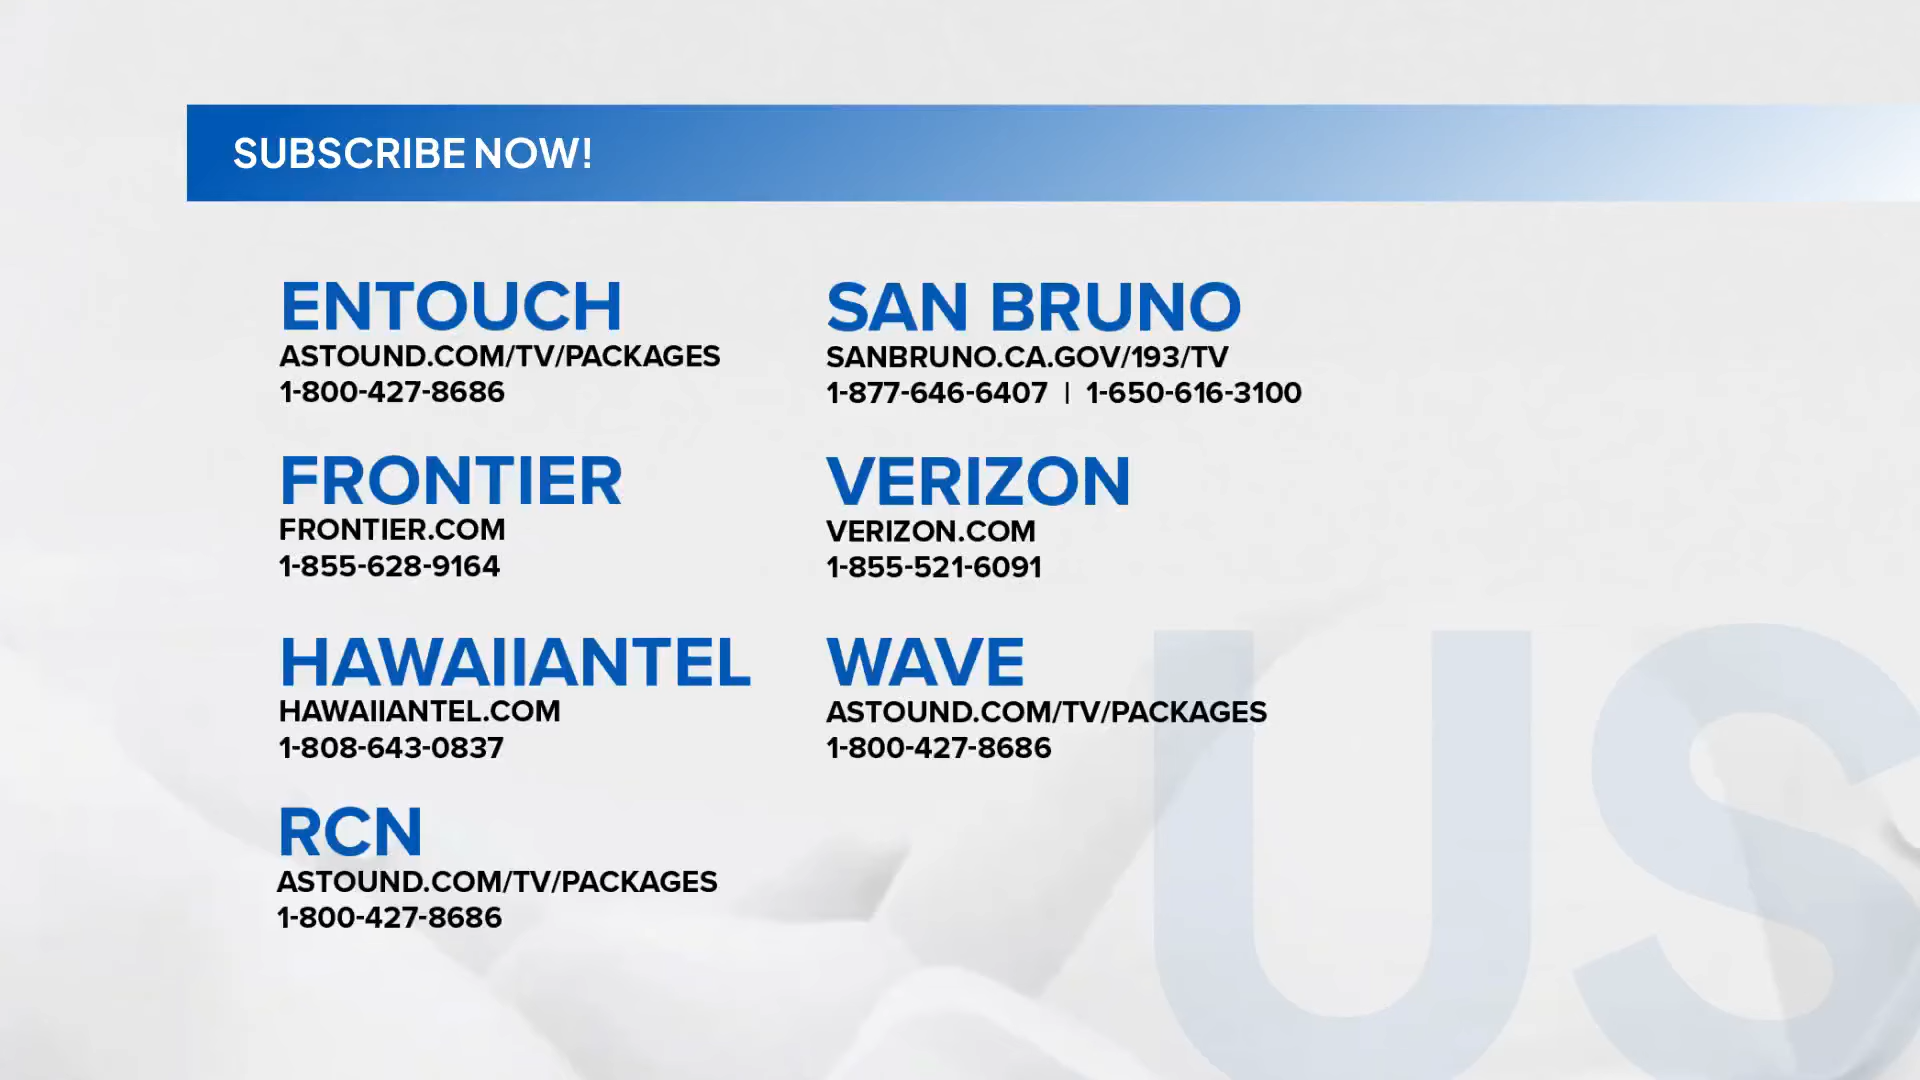 SUBSCRIBE NOW!
ENTOUCH
ASTOUND.COM/TV/PACKAGES
1-800-427-8686
FRONTIER
FRONTIER.COM
1-855-628-9164
HAWAIIANTEL
HAWAIIANTEL.COM
1-808-643-0837
RCN
ASTOUND.COM/TV/PACKAGES
1-800-427-8686
SAN BRUNO
SANBRUNO.CA.GOV/193/TV
1-877-646-6407 | 1-650-616-3100
VERIZON
VERIZON.COM
1-855-521-6091
WAVE
ASTOUND.COM/TV/PACKAGES
1-800-427-8686
US